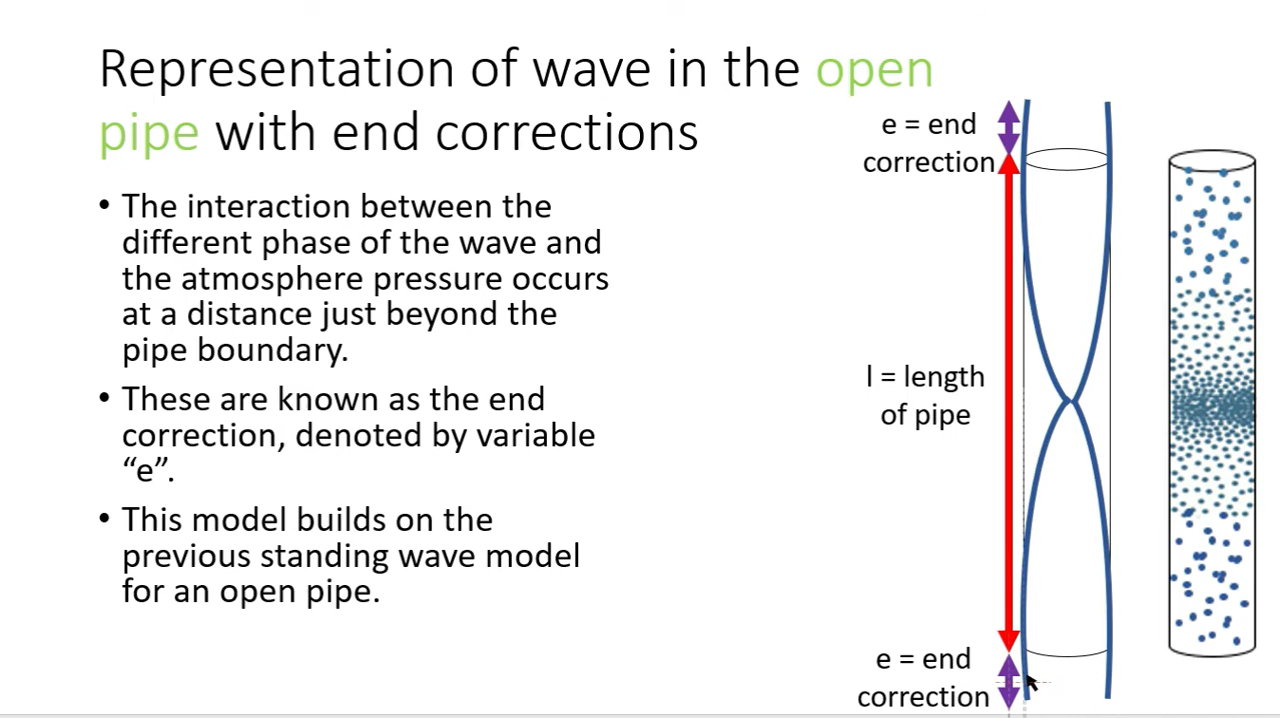 Representation of wave in the open
pipe with end corrections
• The interaction between the
different phase of the wave and
the atmosphere pressure occurs
at a distance just beyond the
pipe boundary.
• These are known as the end
correction, denoted by variable
“e”.
• This model builds on the
previous standing wave model
for an open pipe.
e = end
correction
l = length
of pipe
e = end
correction